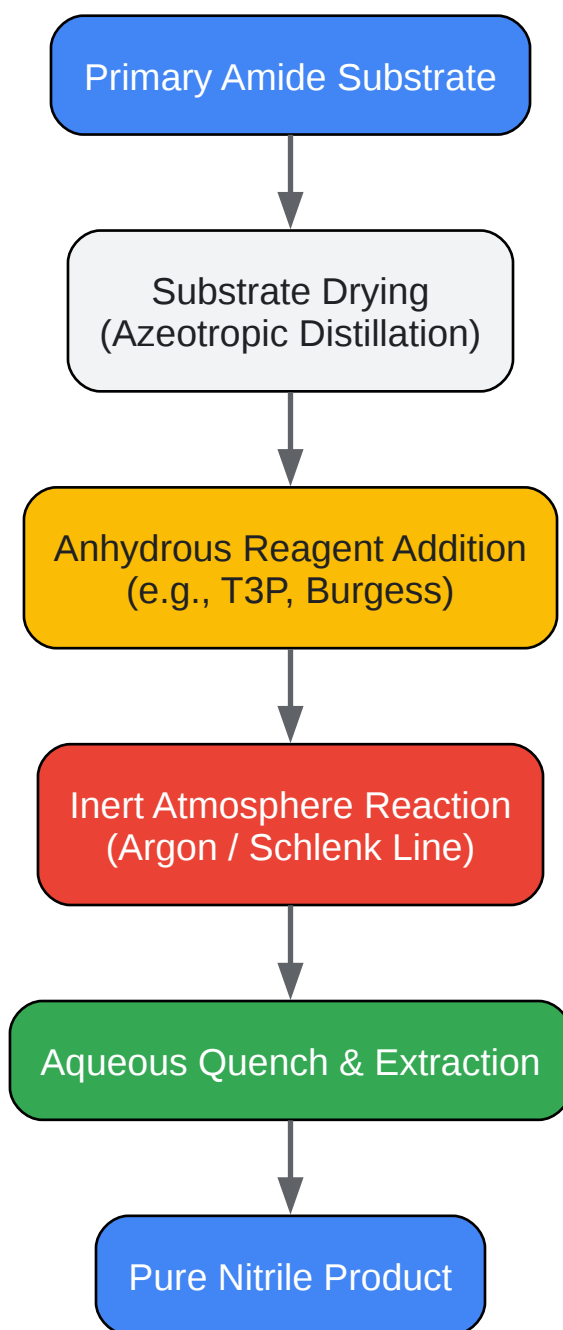 Primary Amide Substrate
Substrate Drying
(Azeotropic Distillation)
Anhydrous Reagent Addition
(e.g., T3P, Burgess)
Inert Atmosphere Reaction
(Argon / Schlenk Line)
Aqueous Quench & Extraction
Pure Nitrile Product